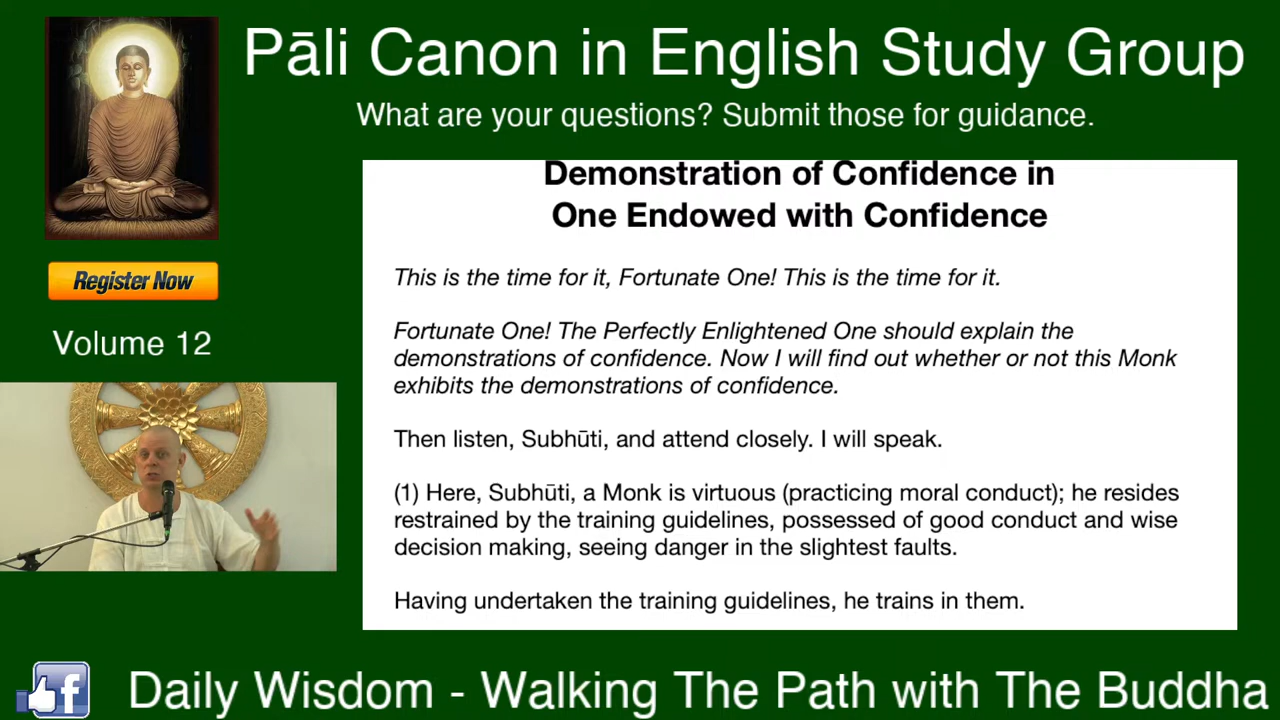 Pāli Canon in English Study Group
What are your questions? Submit those for guidance.
Register Now
Volume 12
Demonstration of Confidence in
One Endowed with Confidence
This is the time for it, Fortunate One! This is the time for it.
Fortunate One! The Perfectly Enlightened One should explain the
demonstrations of confidence. Now I will find out whether or not this Monk
exhibits the demonstrations of confidence.
Then listen, Subhūti, and attend closely. I will speak.
(1) Here, Subhūti, a Monk is virtuous (practicing moral conduct); he resides
restrained by the training guidelines, possessed of good conduct and wise
decision making, seeing danger in the slightest faults.
Having undertaken the training guidelines, he trains in them.
f
Daily Wisdom - Walking The Path with The Buddha